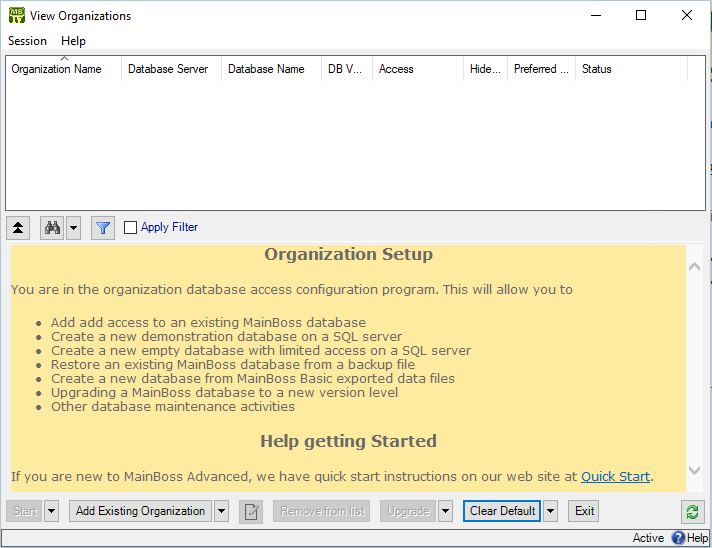 MB
View Organizations
Session Help
Organization Name Database Server Database Name DB V... Access Hide... Preferred ... Status
Apply Filter
Organization Setup
You are in the organization database access configuration program. This will allow you to
• Add add access to an existing MainBoss database
• Create a new demonstration database on a SQL server
• Create a new empty database with limited access on a SQL server
• Restore an existing MainBoss database from a backup file
• Create a new database from MainBoss Basic exported data files
• Upgrading a MainBoss database to a new version level
• Other database maintenance activities
Help getting Started
If you are new to MainBoss Advanced, we have quick start instructions on our web site at Quick Start.
Start Add Existing Organization Remove from list Upgrade Clear Default Exit
Active ? Help